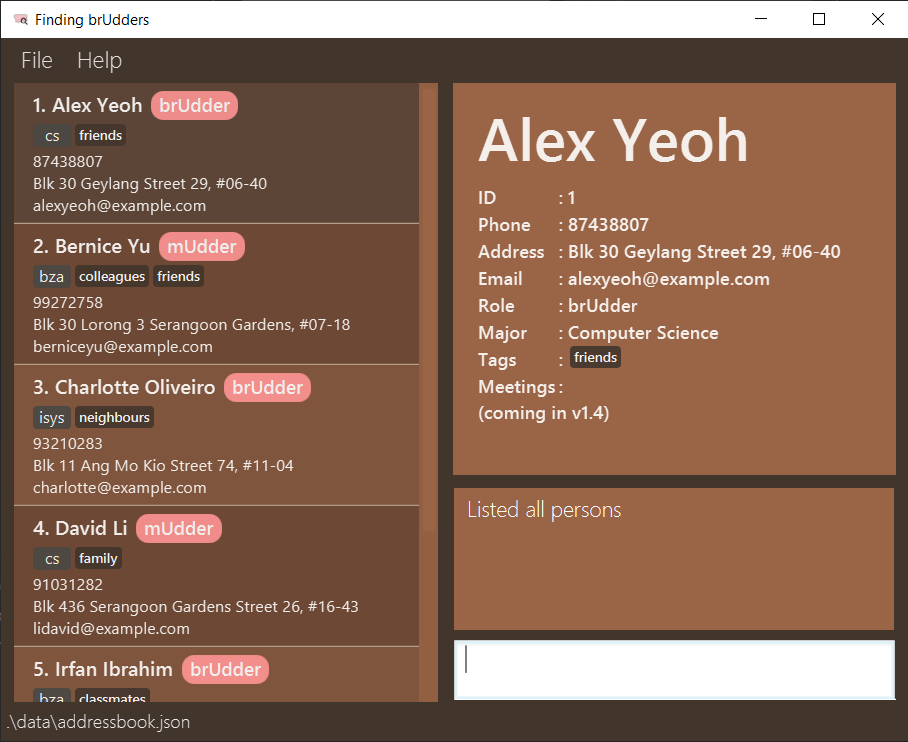 Finding brUdders
File Help
1. Alex Yeoh brUdder
cs friends
87438807
Blk 30 Geylang Street 29, #06-40
alexyeoh@example.com
2. Bernice Yu mUdder
bza colleagues friends
99272758
Blk 30 Lorong 3 Serangoon Gardens, #07-18
berniceyu@example.com
3. Charlotte Oliveiro brUdder
isys neighbours
93210283
Blk 11 Ang Mo Kio Street 74, #11-04
charlotte@example.com
4. David Li mUdder
cs family
91031282
Blk 436 Serangoon Gardens Street 26, #16-43
lidavid@example.com
5. Irfan Ibrahim brUdder
bza classmates
Alex Yeoh
ID : 1
Phone : 87438807
Address : Blk 30 Geylang Street 29, #06-40
Email : alexyeoh@example.com
Role : brUdder
Major : Computer Science
Tags : friends
Meetings :
(coming in v1.4)
Listed all persons
.\data\addressbook.json